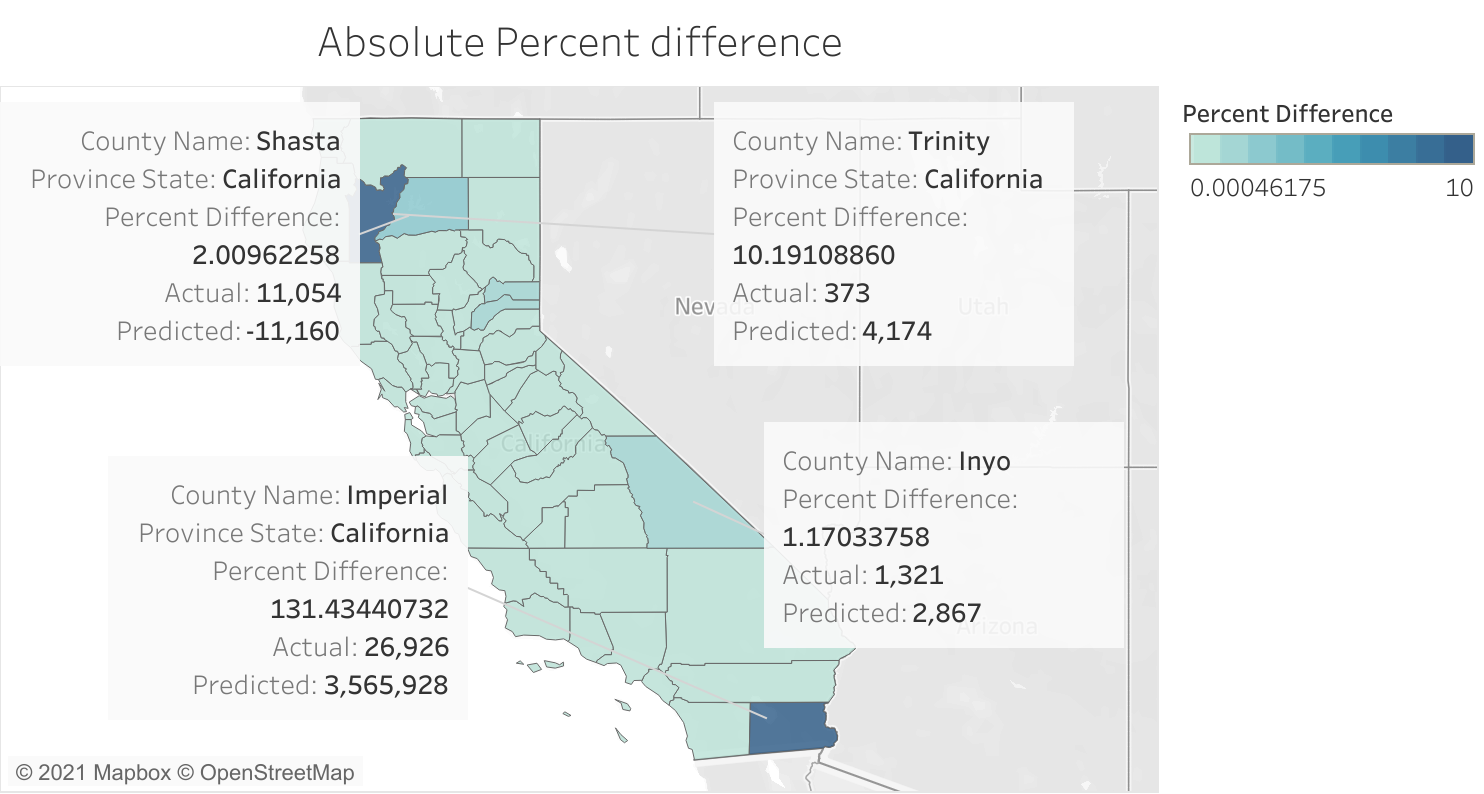 Absolute Percent difference
County Name: Shasta
Province State: California
Percent Difference:
2.00962258
Actual: 11,054
Predicted: -11,160
County Name: Trinity
Province State: California
Percent Difference:
10.19108860
Actual: 373
Predicted: 4,174
Percent Difference
0.00046175 10
Nevada
Utah
California
County Name: Imperial
Province State: California
Percent Difference:
131.43440732
Actual: 26,926
Predicted: 3,565,928
County Name: Inyo
Percent Difference:
1.17033758
Actual: 1,321
Predicted: 2,867
Arizona
© 2021 Mapbox © OpenStreetMap